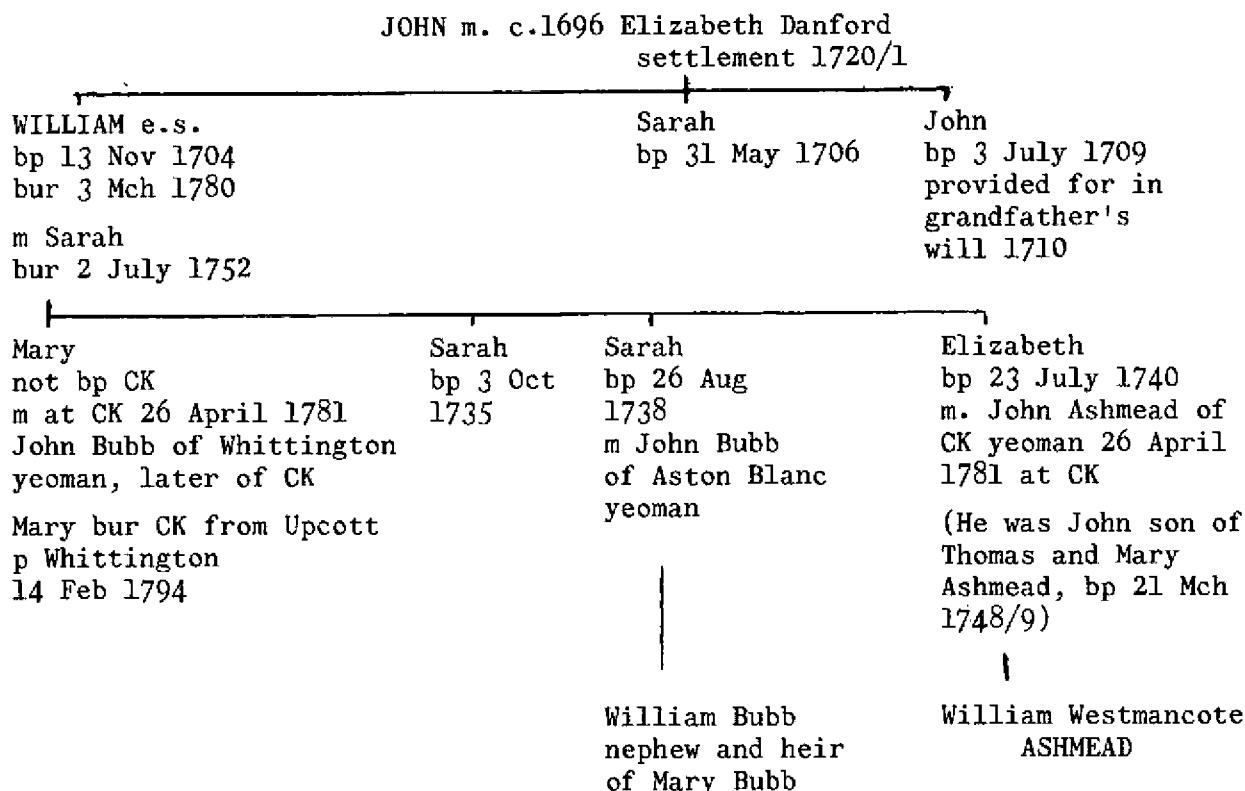 JOHN m. c.1696 Elizabeth Danford
settlement 1720/1
WILLIAM e.s.
bp 13 Nov 1704
bur 3 Mch 1780
m Sarah
bur 2 July 1752
Sarah
bp 31 May 1706
John
bp 3 July 1709
provided for in
grandfather's
will 1710
Mary
not bp CK
m at CK 26 April 1781
John Bubb of Whittington
yeoman, later of CK
Mary bur CK from Upcott
p Whittington
14 Feb 1794
Sarah
bp 3 Oct
1735
Sarah
bp 26 Aug
1738
m John Bubb
of Aston Blanc
yeoman
William Bubb
nephew and heir
of Mary Bubb
Elizabeth
bp 23 July 1740
m. John Ashmead of
CK yeoman 26 April
1781 at CK
(He was John son of
Thomas and Mary
Ashmead, bp 21 Mch
1748/9)
William Westmancote
ASHMEAD